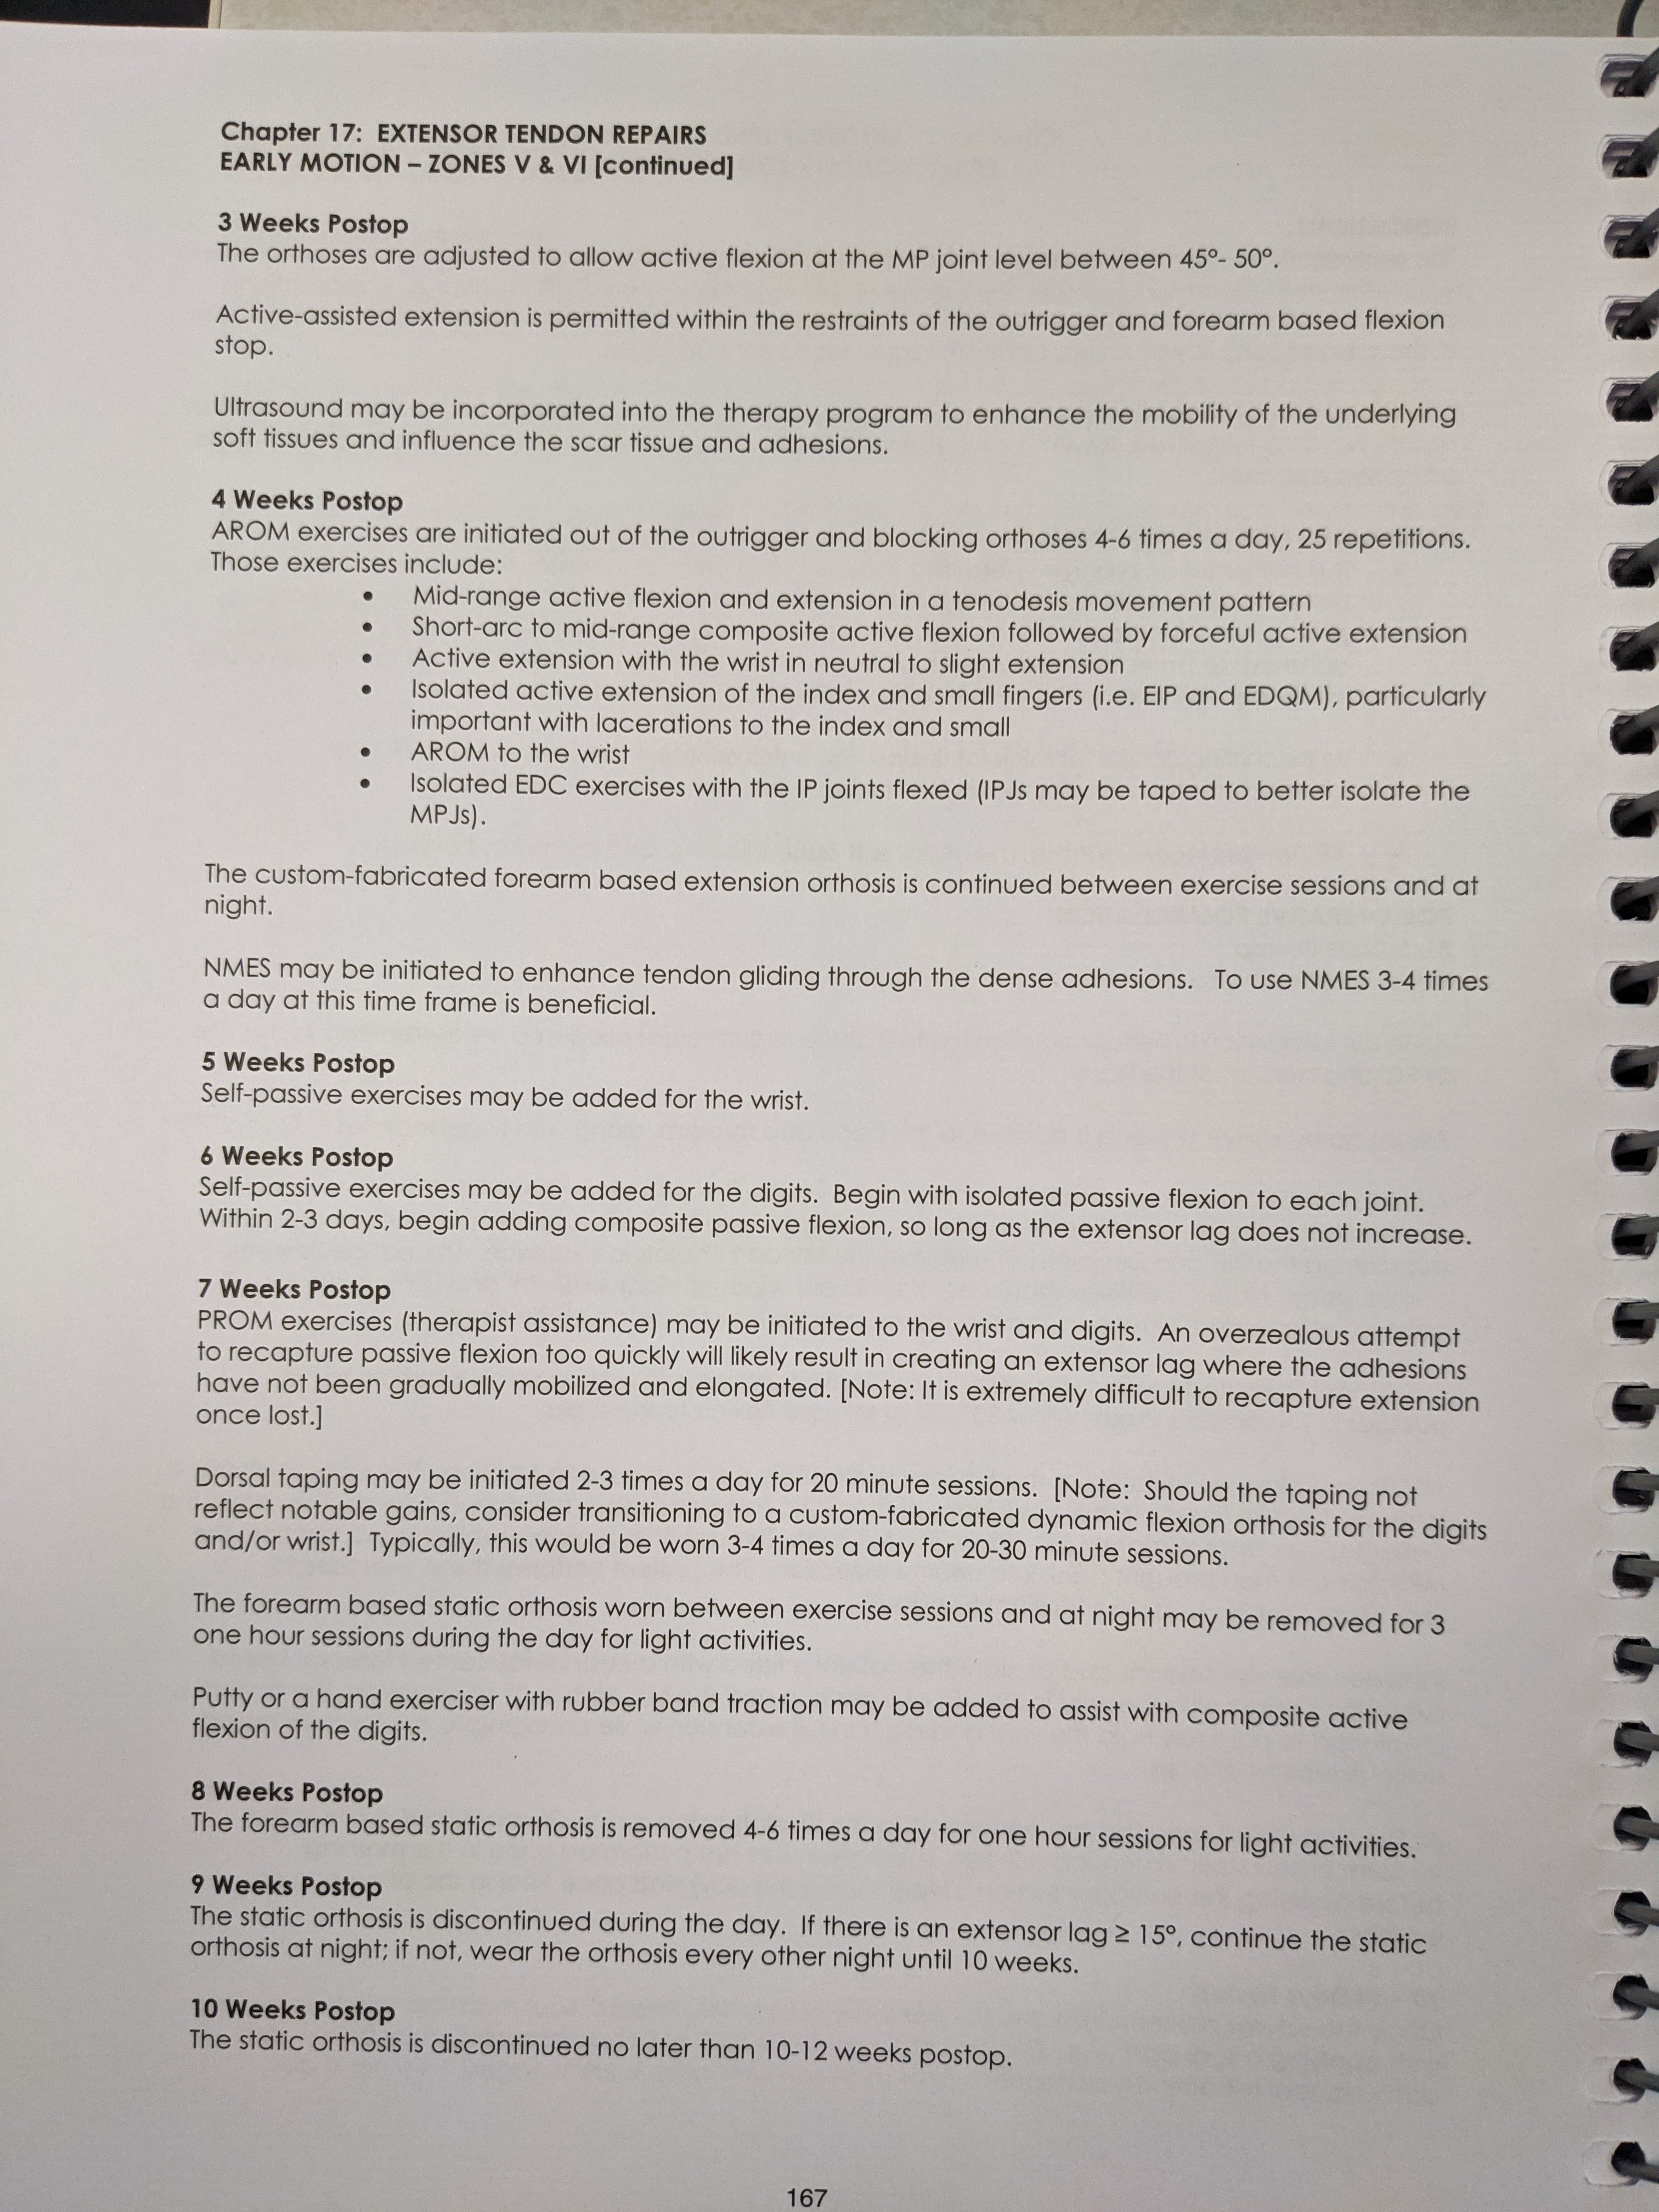 Chapter 17: EXTENSOR TENDON REPAIRS
EARLY MOTION – ZONES V & VI [continued]
3 Weeks Postop
The orthoses are adjusted to allow active flexion at the MP joint level between 45º- 50º.
Active-assisted extension is permitted within the restraints of the outrigger and forearm based flexion
stop.
Ultrasound may be incorporated into the therapy program to enhance the mobility of the underlying
soft tissues and influence the scar tissue and adhesions.
4 Weeks Postop
AROM exercises are initiated out of the outrigger and blocking orthoses 4-6 times a day, 25 repetitions.
Those exercises include:
• Mid-range active flexion and extension in a tenodesis movement pattern
• Short-arc to mid-range composite active flexion followed by forceful active extension
• Active extension with the wrist in neutral to slight extension
• Isolated active extension of the index and small fingers (i.e. EIP and EDQM), particularly
important with lacerations to the index and small
• AROM to the wrist
• Isolated EDC exercises with the IP joints flexed (IPJs may be taped to better isolate the
MPJs).
The custom-fabricated forearm based extension orthosis is continued between exercise sessions and at
night.
NMES may be initiated to enhance tendon gliding through the dense adhesions. To use NMES 3-4 times
a day at this time frame is beneficial.
5 Weeks Postop
Self-passive exercises may be added for the wrist.
6 Weeks Postop
Self-passive exercises may be added for the digits. Begin with isolated passive flexion to each joint.
Within 2-3 days, begin adding composite passive flexion, so long as the extensor lag does not increase.
7 Weeks Postop
PROM exercises (therapist assistance) may be initiated to the wrist and digits. An overzealous attempt
to recapture passive flexion too quickly will likely result in creating an extensor lag where the adhesions
have not been gradually mobilized and elongated. [Note: It is extremely difficult to recapture extension
once lost.]
Dorsal taping may be initiated 2-3 times a day for 20 minute sessions. [Note: Should the taping not
reflect notable gains, consider transitioning to a custom-fabricated dynamic flexion orthosis for the digits
and/or wrist.] Typically, this would be worn 3-4 times a day for 20-30 minute sessions.
The forearm based static orthosis worn between exercise sessions and at night may be removed for 3
one hour sessions during the day for light activities.
Putty or a hand exerciser with rubber band traction may be added to assist with composite active
flexion of the digits.
8 Weeks Postop
The forearm based static orthosis is removed 4-6 times a day for one hour sessions for light activities.
9 Weeks Postop
The static orthosis is discontinued during the day. If there is an extensor lag ≥ 15º, continue the static
orthosis at night; if not, wear the orthosis every other night until 10 weeks.
10 Weeks Postop
The static orthosis is discontinued no later than 10-12 weeks postop.
167